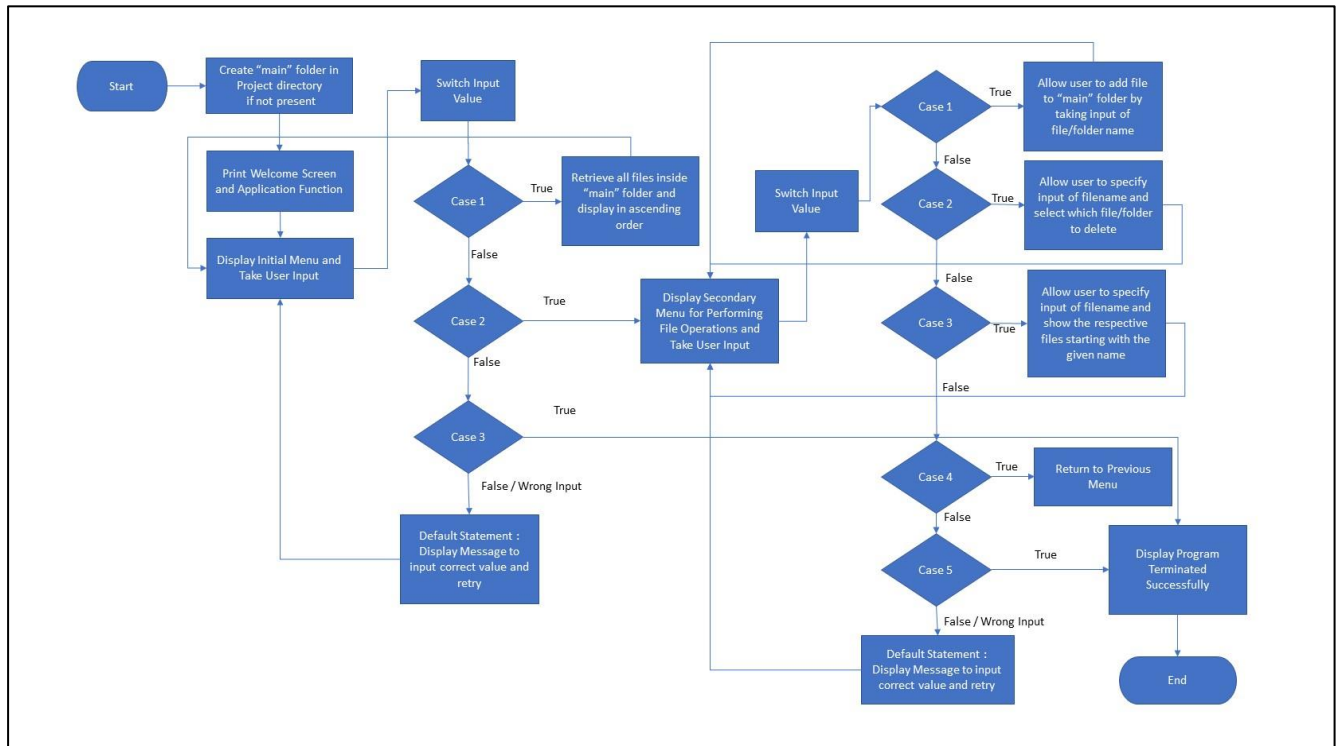 Start
Create “main” folder in
Project directory
if not present
Print Welcome Screen
and Application Function
Display Initial Menu and
Take User Input
Switch Input
Value
Case 1
True
Retrieve all files inside
“main” folder and
display in ascending
order
False
Case 2
True
False
Case 3
True
False / Wrong Input
Default Statement :
Display Message to
input correct value and
retry
Display Secondary
Menu for Performing
File Operations and
Take User Input
Switch Input
Value
Case 1
True
Allow user to add file
to “main” folder by
taking input of
file/folder name
False
Case 2
True
Allow user to specify
input of filename and
select which file/folder
to delete
False
Case 3
True
Allow user to specify
input of filename and
show the respective
files starting with the
given name
False
Case 4
True
Return to Previous
Menu
False
Case 5
True
Display Program
Terminated
Successfully
False / Wrong Input
Default Statement :
Display Message to input
correct value and retry
End